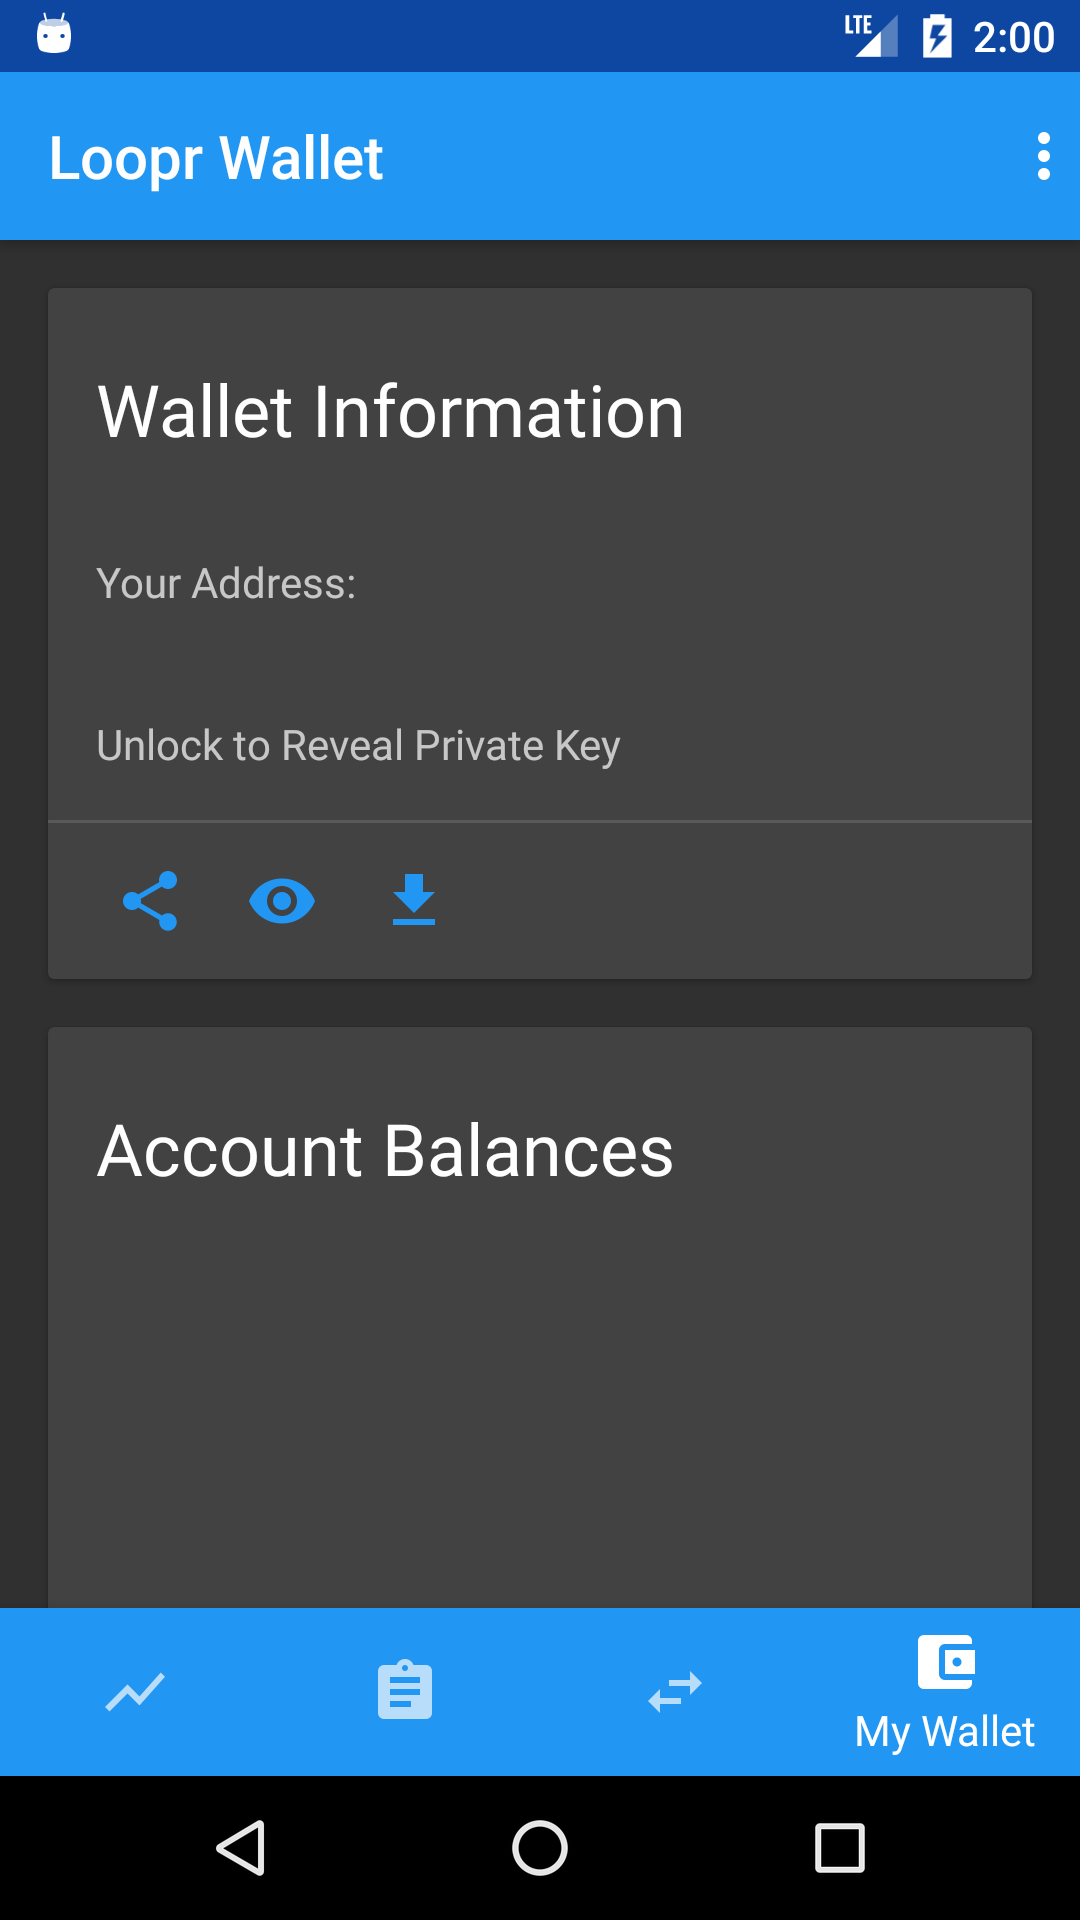 LTE 2:00
Loopr Wallet
Wallet Information
Your Address:
Unlock to Reveal Private Key
Account Balances
My Wallet